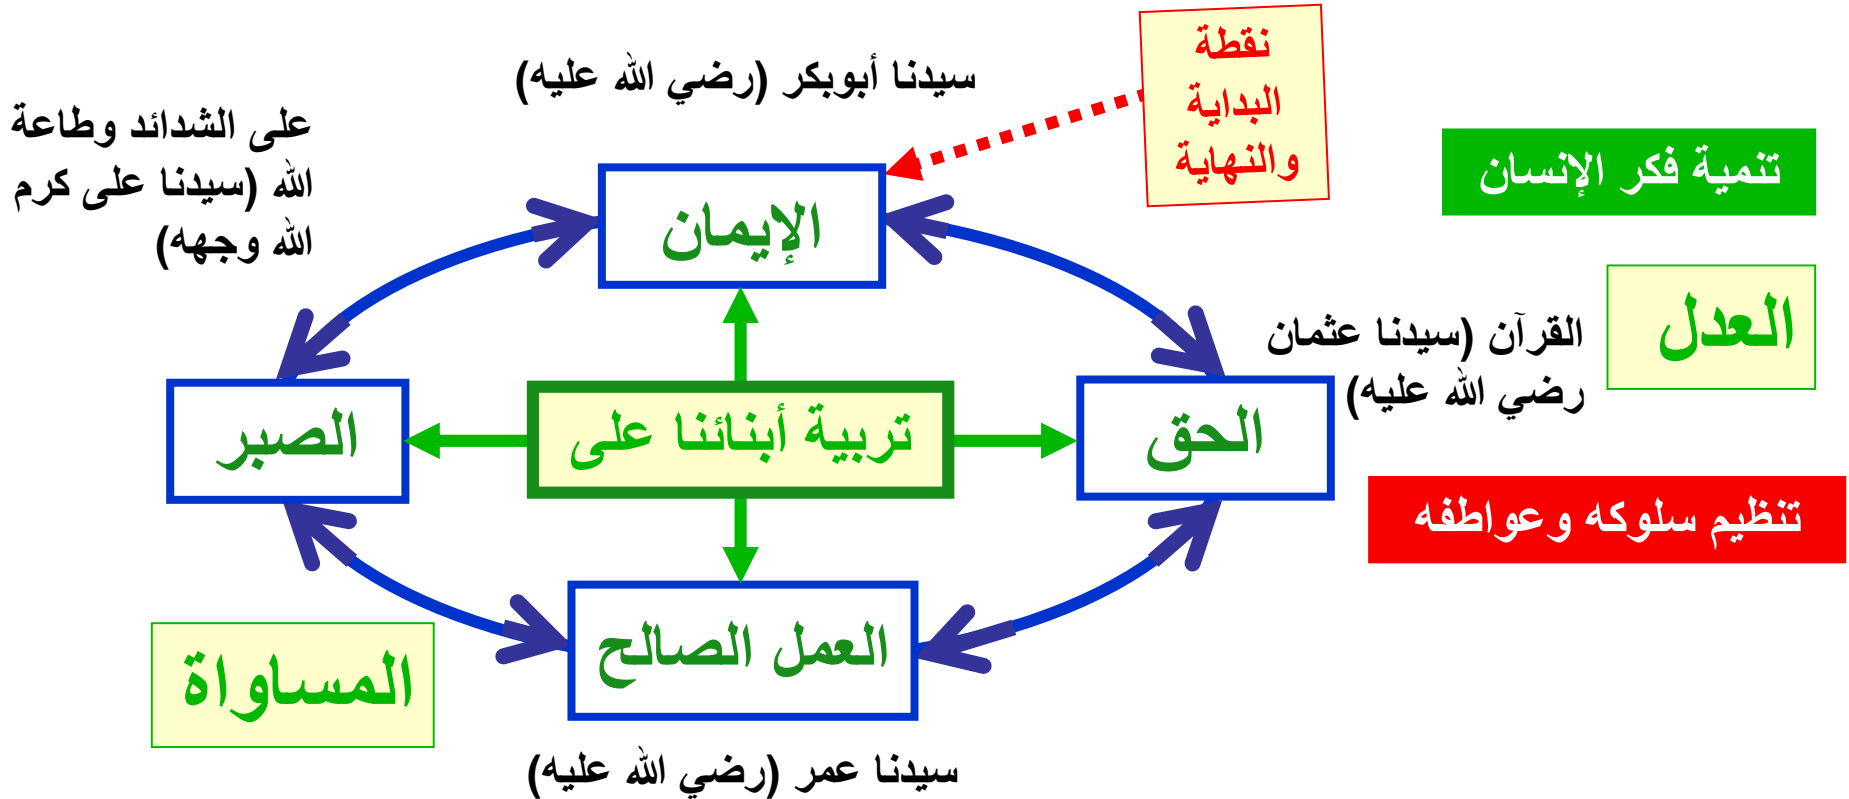 نقطة
البداية
والنهاية
سيدنا أبوبكر (رضي الله عليه)
على الشدائد وطاعة
الله (سيدنا على كرم
الله وجهه)
تنمية فكر الإنسان
الإيمان
العدل
القرآن (سيدنا عثمان
رضي الله عليه)
الحق
تربية أبنائنا على
الصبر
تنظيم سلوكه وعواطفه
العمل الصالح
المساواة
سيدنا عمر (رضي الله عليه)